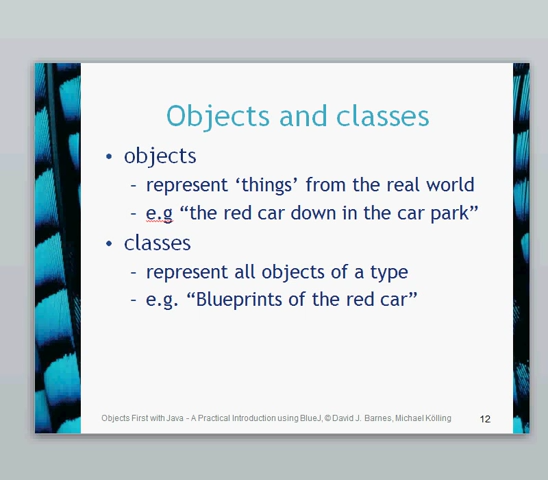 Objects and classes
• objects
- represent ‘things’ from the real world
- e.g “the red car down in the car park”
• classes
- represent all objects of a type
- e.g. “Blueprints of the red car”
Objects First with Java - A Practical Introduction using BlueJ, © David J. Barnes, Michael Kölling
12